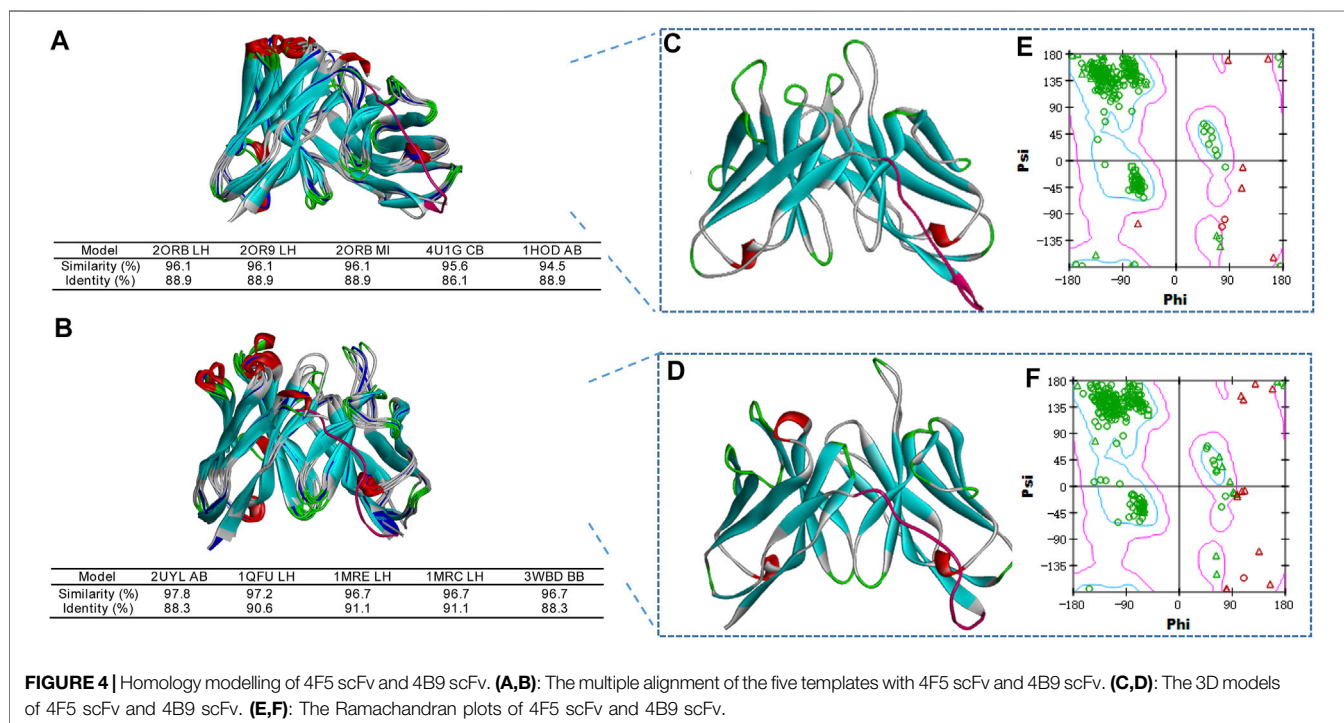 A
Model 2ORB LH 2OR9 LH 2ORB MI 4U1G CB 1HOD AB
Similarity (%) 96.1 96.1 96.1 95.6 94.5
Identity (%) 88.9 88.9 88.9 86.1 88.9
B
Model 2UYL AB 1QFU LH 1MRE LH 1MRC LH 3WBD BB
Similarity (%) 97.8 97.2 96.7 96.7 96.7
Identity (%) 88.3 90.6 91.1 91.1 88.3
C
E
180
135
90
45
0
-45
-90
-135
Psi
-180 -90 0 90 180
Phi
D
F
180
135
90
45
0
-45
-90
-135
Psi
-180 -90 0 90 180
Phi
FIGURE 4 | Homology modelling of 4F5 scFv and 4B9 scFv. (A,B): The multiple alignment of the five templates with 4F5 scFv and 4B9 scFv. (C,D): The 3D models
of 4F5 scFv and 4B9 scFv. (E,F): The Ramachandran plots of 4F5 scFv and 4B9 scFv.